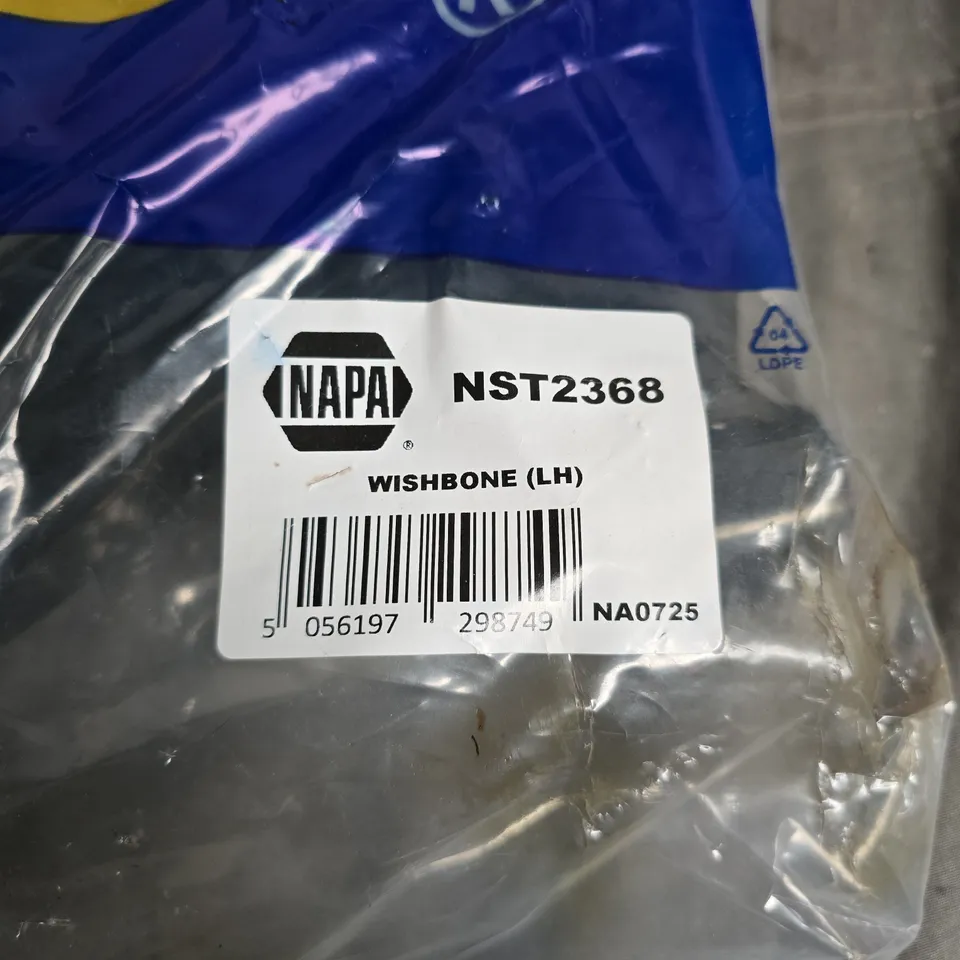 NAPA
®
NST2368
WISHBONE (LH)
5 056197 298749
NA0725
04
LDPE